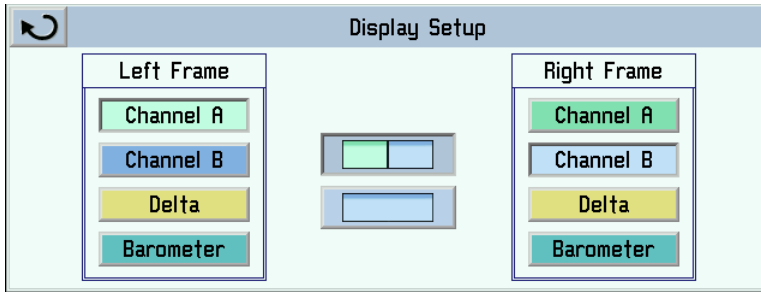 Display Setup
Left Frame
Channel A
Channel B
Delta
Barometer
Right Frame
Channel A
Channel B
Delta
Barometer